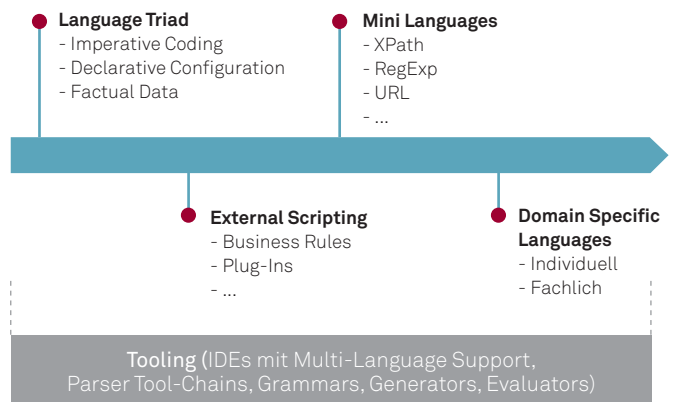 Language Triad
- Imperative Coding
- Declarative Configuration
- Factual Data
Mini Languages
- XPath
- RegExp
- URL
- ...
External Scripting
- Business Rules
- Plug-Ins
- ...
Domain Specific
Languages
- Individuell
- Fachlich
Tooling (IDEs mit Multi-Language Support,
Parser Tool-Chains, Grammars, Generators, Evaluators)